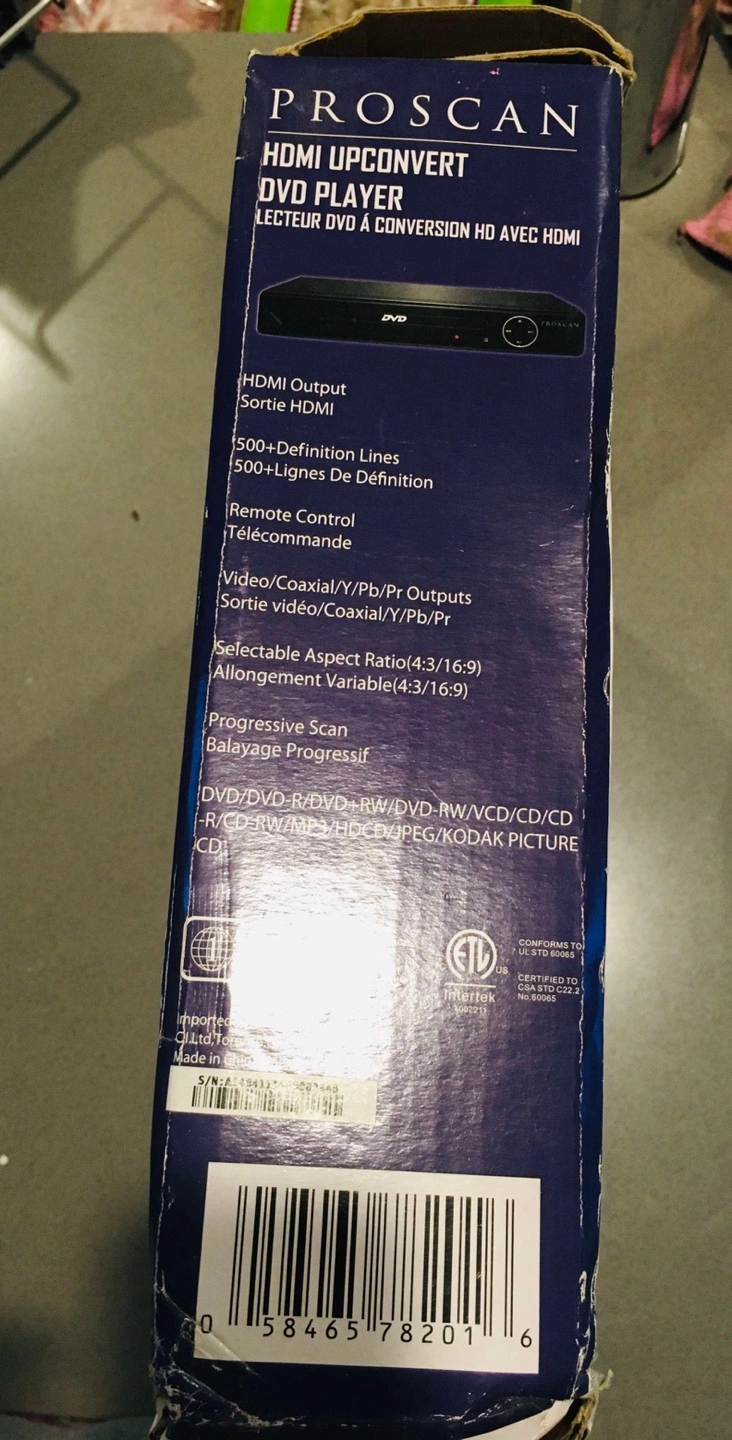 PROSCAN
HDMI UPCONVERT
DVD PLAYER
LECTEUR DVD Á CONVERSION HD AVEC HDMI
DVD
PROSCAN
HDMI Output
Sortie HDMI
500+Definition Lines
500+Lignes De Définition
Remote Control
Télécommande
Video/Coaxial/Y/Pb/Pr Outputs
Sortie vidéo/Coaxial/Y/Pb/Pr
Selectable Aspect Ratio(4:3/16:9)
Allongement Variable(4:3/16:9)
Progressive Scan
Balayage Progressif
DVD/DVD-R/DVD+RW/DVD-RW/VCD/CD/CD
-R/CD-RW/MP3/HDCD/JPEG/KODAK PICTURE
CD
1
ETL
US
Intertek
CONFORMS TO
UL STD 60065
CERTIFIED TO
CSA STD C22.2
No.60065
Imported
Made in
S/N:
0 58465 78201 6